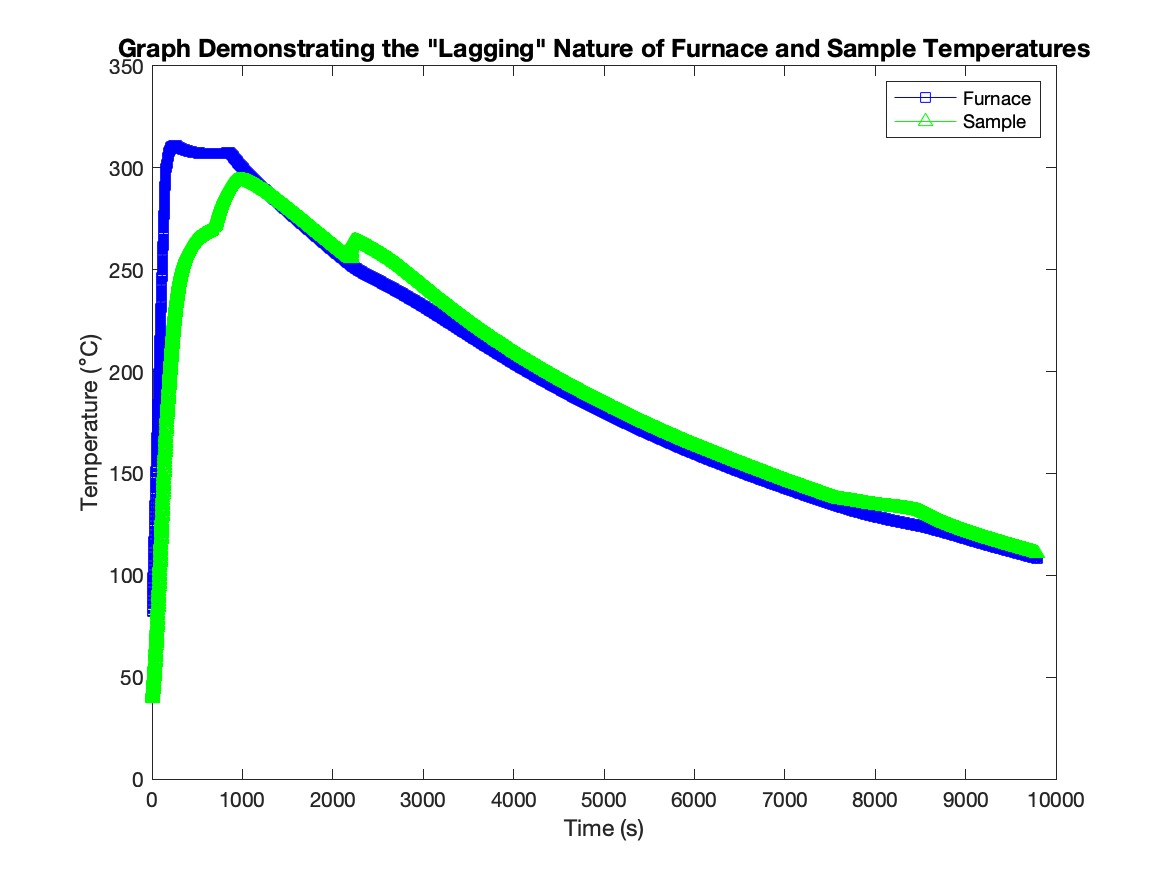 Graph Demonstrating the "Lagging" Nature of Furnace and Sample Temperatures
350
300
250
200
150
100
50
0
Temperature (°C)
Furnace
Sample
0 1000 2000 3000 4000 5000 6000 7000 8000 9000 10000
Time (s)